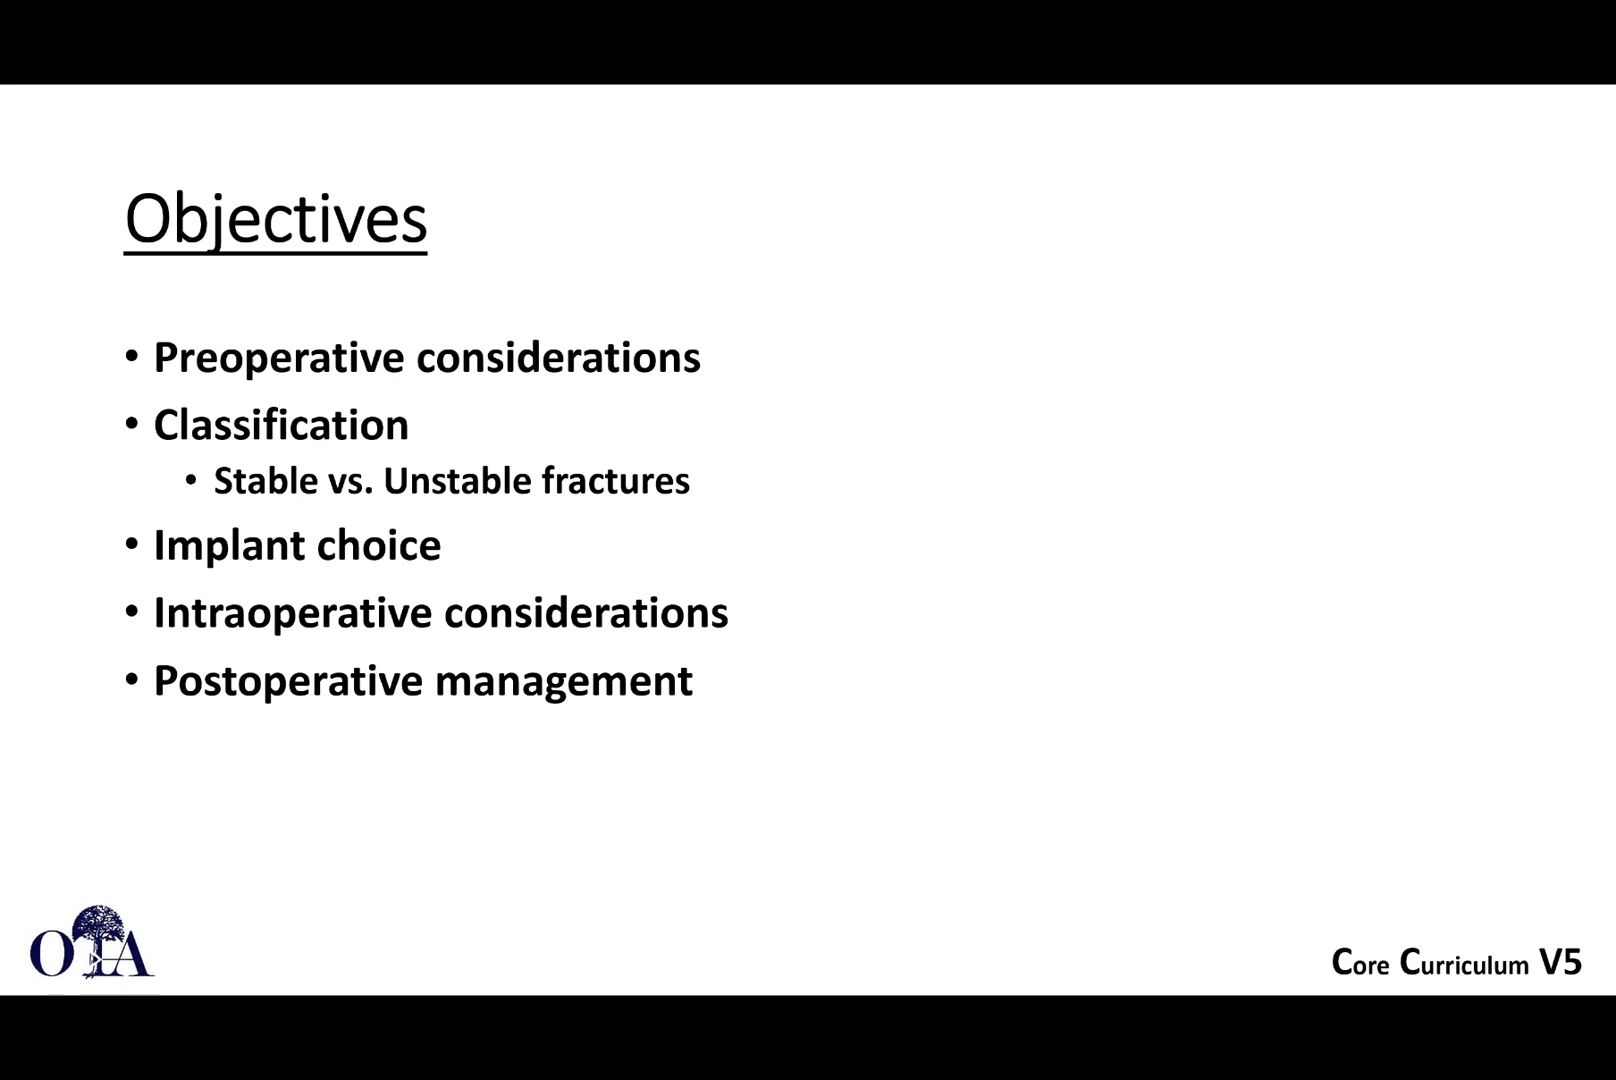 Objectives
• Preoperative considerations
• Classification
• Stable vs. Unstable fractures
• Implant choice
• Intraoperative considerations
• Postoperative management
OTA
Core Curriculum V5